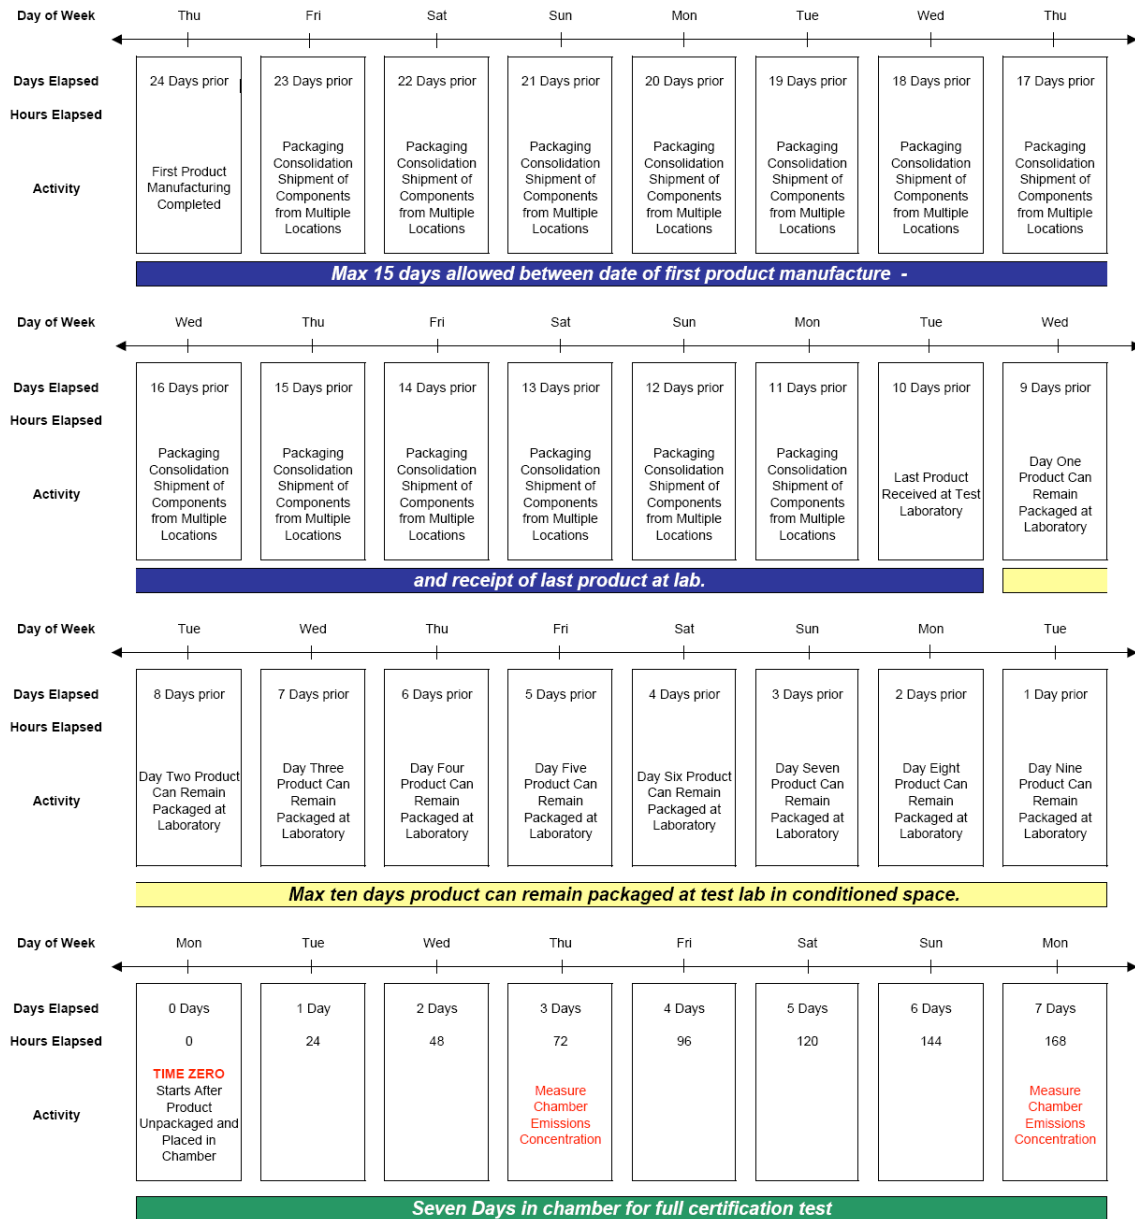 Day of Week Thu Fri Sat Sun Mon Tue Wed Thu
Days Elapsed 24 Days prior 23 Days prior 22 Days prior 21 Days prior 20 Days prior 19 Days prior 18 Days prior 17 Days prior
Hours Elapsed
Activity
First Product
Manufacturing
Completed
Packaging
Consolidation
Shipment of
Components
from Multiple
Locations
Packaging
Consolidation
Shipment of
Components
from Multiple
Locations
Packaging
Consolidation
Shipment of
Components
from Multiple
Locations
Packaging
Consolidation
Shipment of
Components
from Multiple
Locations
Packaging
Consolidation
Shipment of
Components
from Multiple
Locations
Packaging
Consolidation
Shipment of
Components
from Multiple
Locations
Packaging
Consolidation
Shipment of
Components
from Multiple
Locations
Max 15 days allowed between date of first product manufacture -
Day of Week Wed Thu Fri Sat Sun Mon Tue Wed
Days Elapsed 16 Days prior 15 Days prior 14 Days prior 13 Days prior 12 Days prior 11 Days prior 10 Days prior 9 Days prior
Hours Elapsed
Activity
Packaging
Consolidation
Shipment of
Components
from Multiple
Locations
Packaging
Consolidation
Shipment of
Components
from Multiple
Locations
Packaging
Consolidation
Shipment of
Components
from Multiple
Locations
Packaging
Consolidation
Shipment of
Components
from Multiple
Locations
Packaging
Consolidation
Shipment of
Components
from Multiple
Locations
Packaging
Consolidation
Shipment of
Components
from Multiple
Locations
Last Product
Received at Test
Laboratory
Day One
Product Can
Remain
Packaged at
Laboratory
and receipt of last product at lab.
Day of Week Tue Wed Thu Fri Sat Sun Mon Tue
Days Elapsed 8 Days prior 7 Days prior 6 Days prior 5 Days prior 4 Days prior 3 Days prior 2 Days prior 1 Day prior
Hours Elapsed
Activity
Day Two Product
Can Remain
Packaged at
Laboratory
Day Three
Product Can
Remain
Packaged at
Laboratory
Day Four
Product Can
Remain
Packaged at
Laboratory
Day Five
Product Can
Remain
Packaged at
Laboratory
Day Six Product
Can Remain
Packaged at
Laboratory
Day Seven
Product Can
Remain
Packaged at
Laboratory
Day Eight
Product Can
Remain
Packaged at
Laboratory
Day Nine
Product Can
Remain
Packaged at
Laboratory
Max ten days product can remain packaged at test lab in conditioned space.
Day of Week Mon Tue Wed Thu Fri Sat Sun Mon
Days Elapsed 0 Days 1 Day 2 Days 3 Days 4 Days 5 Days 6 Days 7 Days
Hours Elapsed 0 24 48 72 96 120 144 168
Activity
TIME ZERO
Starts After
Product
Unpackaged and
Placed in
Chamber
Measure
Chamber
Emissions
Concentration
Measure
Chamber
Emissions
Concentration
Seven Days in chamber for full certification test